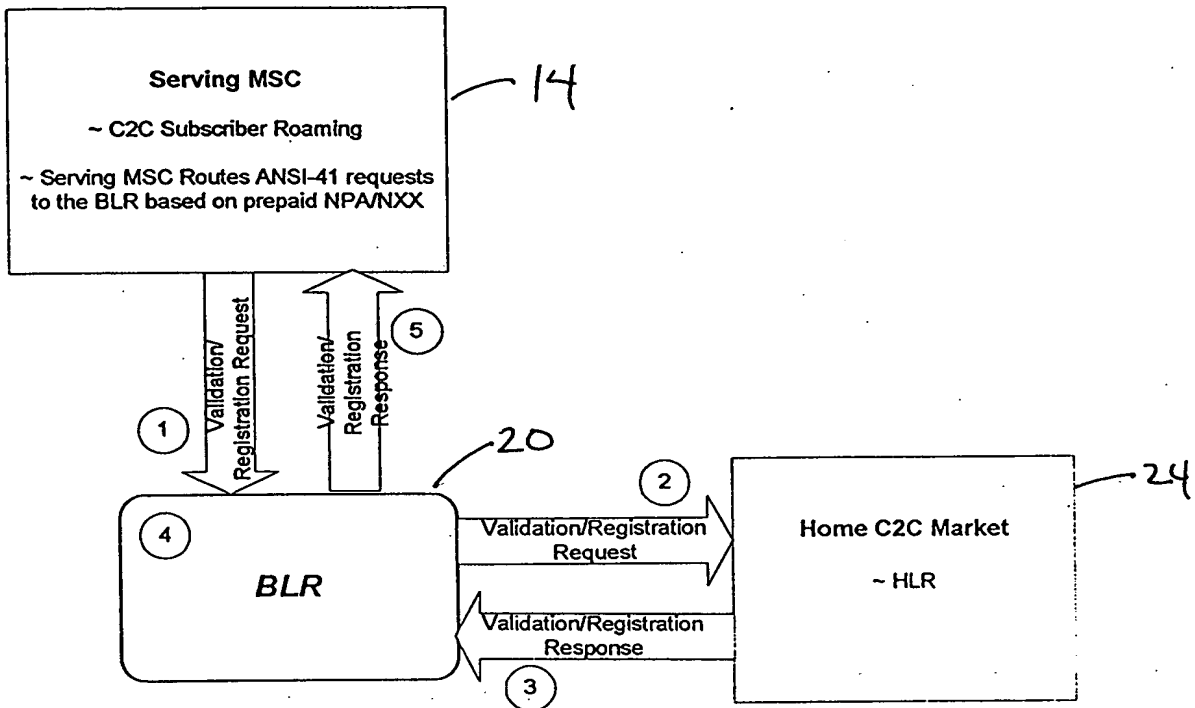 Serving MSC
~ C2C Subscriber Roaming
~ Serving MSC Routes ANSI-41 requests
to the BLR based on prepaid NPA/NXX
14
Validation/
Registration Request
1
Validation/
Registration
Response
5
20
4
BLR
2
Validation/Registration
Request
Validation/Registration
Response
3
24
Home C2C Market
~ HLR